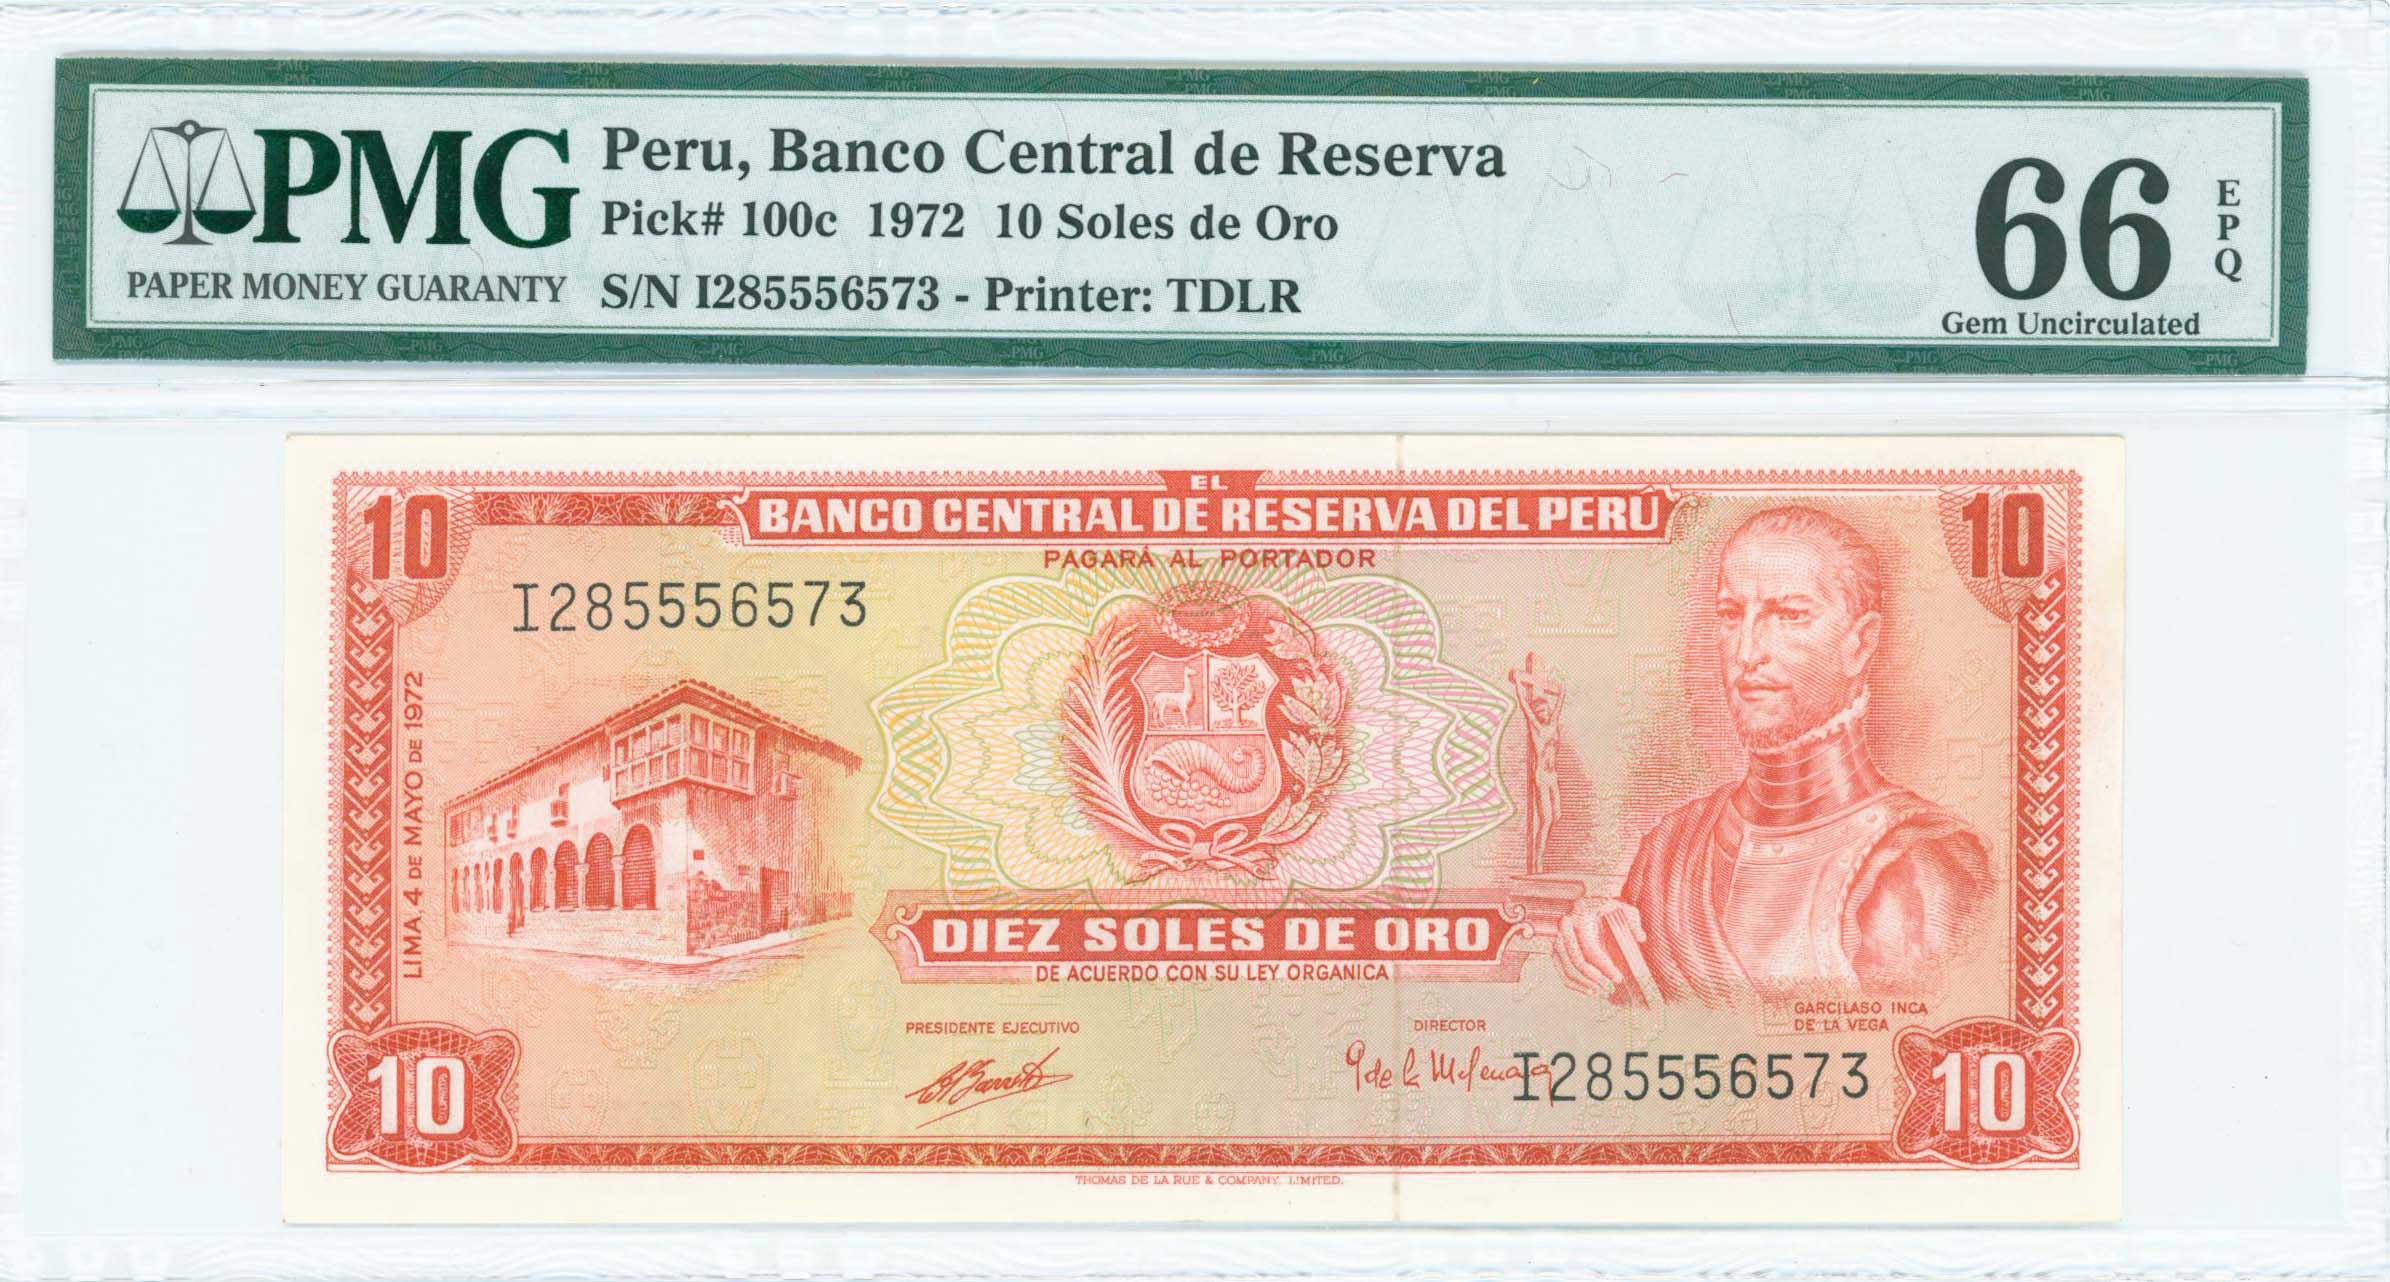 PMG
PAPER MONEY GUARANTY
Peru, Banco Central de Reserva
Pick# 100c 1972 10 Soles de Oro
S/N I285556573 - Printer: TDLR
66
EPQ
Gem Uncirculated
EL
BANCO CENTRAL DE RESERVA DEL PERÚ
PAGARÁ AL PORTADOR
10
10
I285556573
LIMA, 4 DE MAYO DE 1972
DIEZ SOLES DE ORO
DE ACUERDO CON SU LEY ORGANICA
GARCILASO INCA
DE LA VEGA
PRESIDENTE EJECUTIVO
DIRECTOR
I285556573
10
10
THOMAS DE LA RUE & COMPANY, LIMITED.